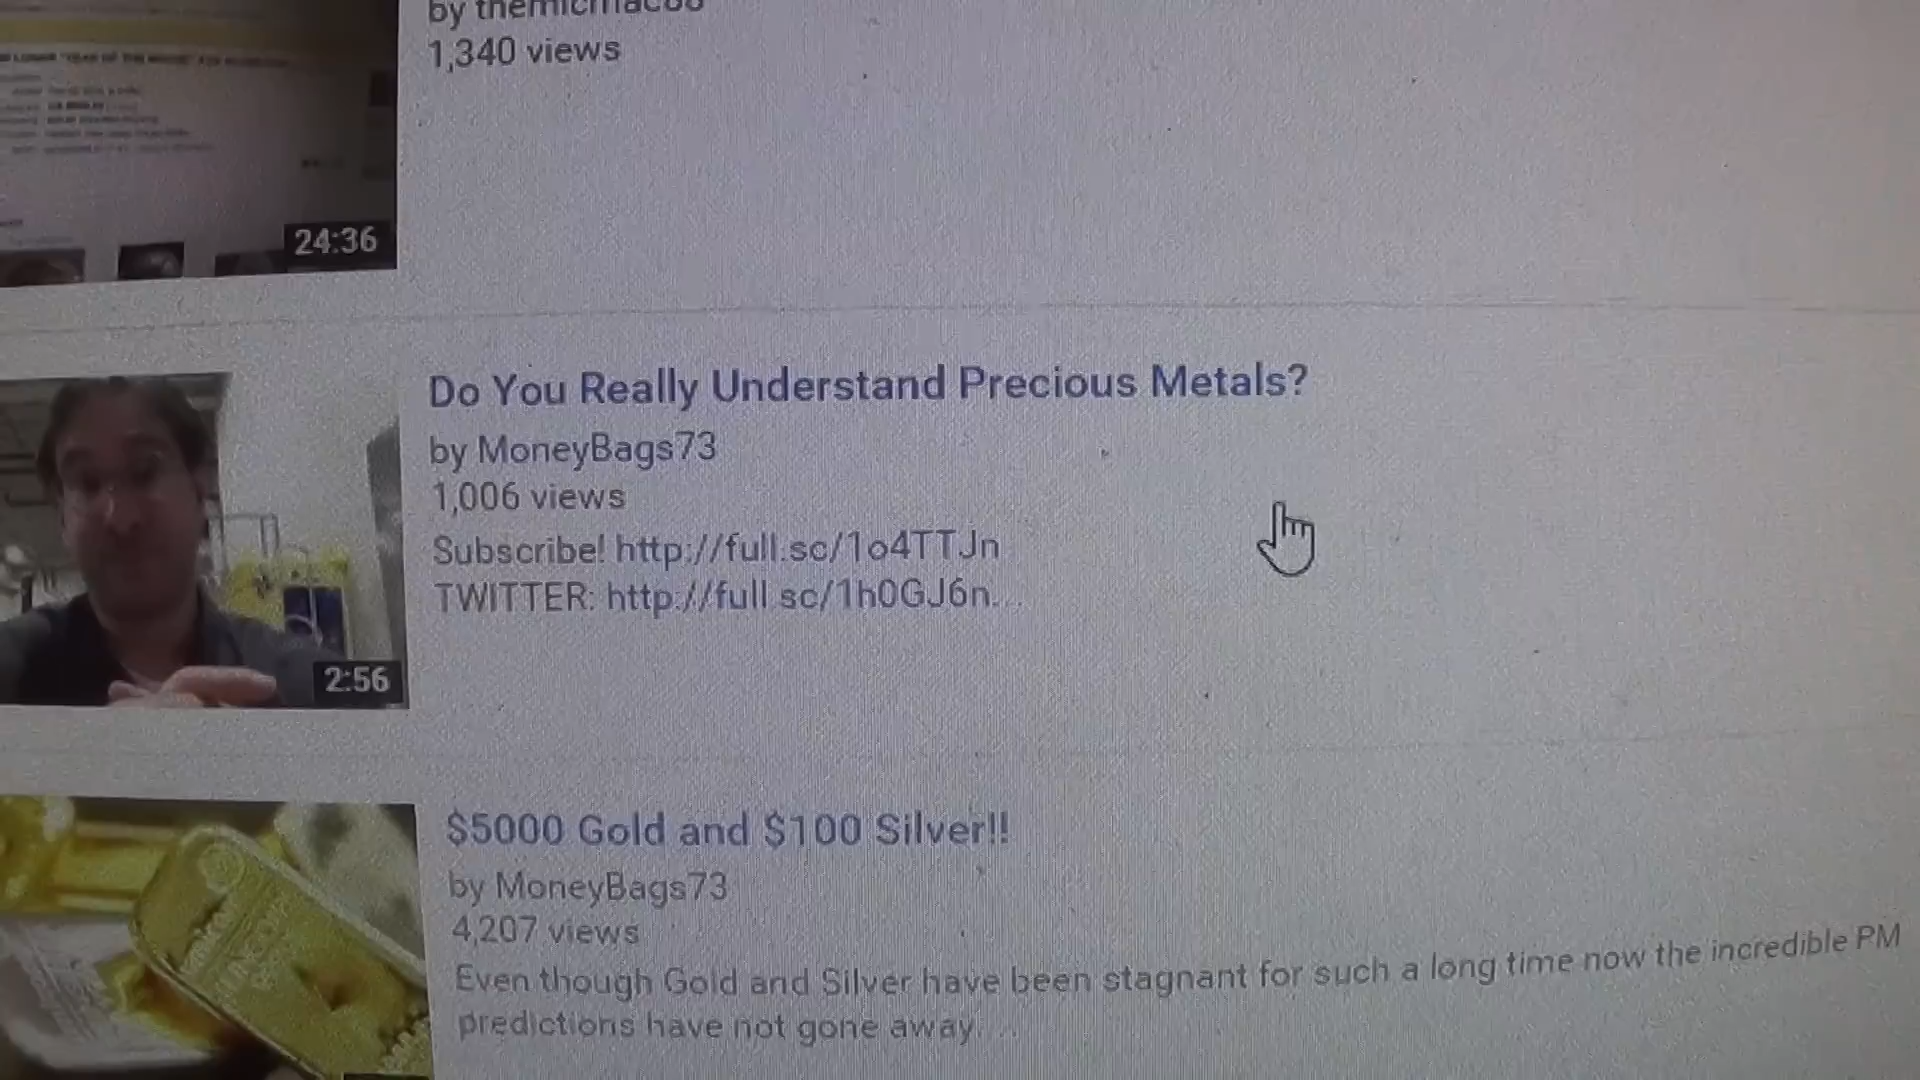 1,340 views
24:36
Do You Really Understand Precious Metals?
by MoneyBags73
1,006 views
Subscribe! http://full.sc/1o4TTJn
TWITTER: http://full.sc/1h0GJ6n...
2:56
$5000 Gold and $100 Silver!!
by MoneyBags73
4,207 views
Even though Gold and Silver have been stagnant for such a long time now the incredible PM
predictions have not gone away. ...